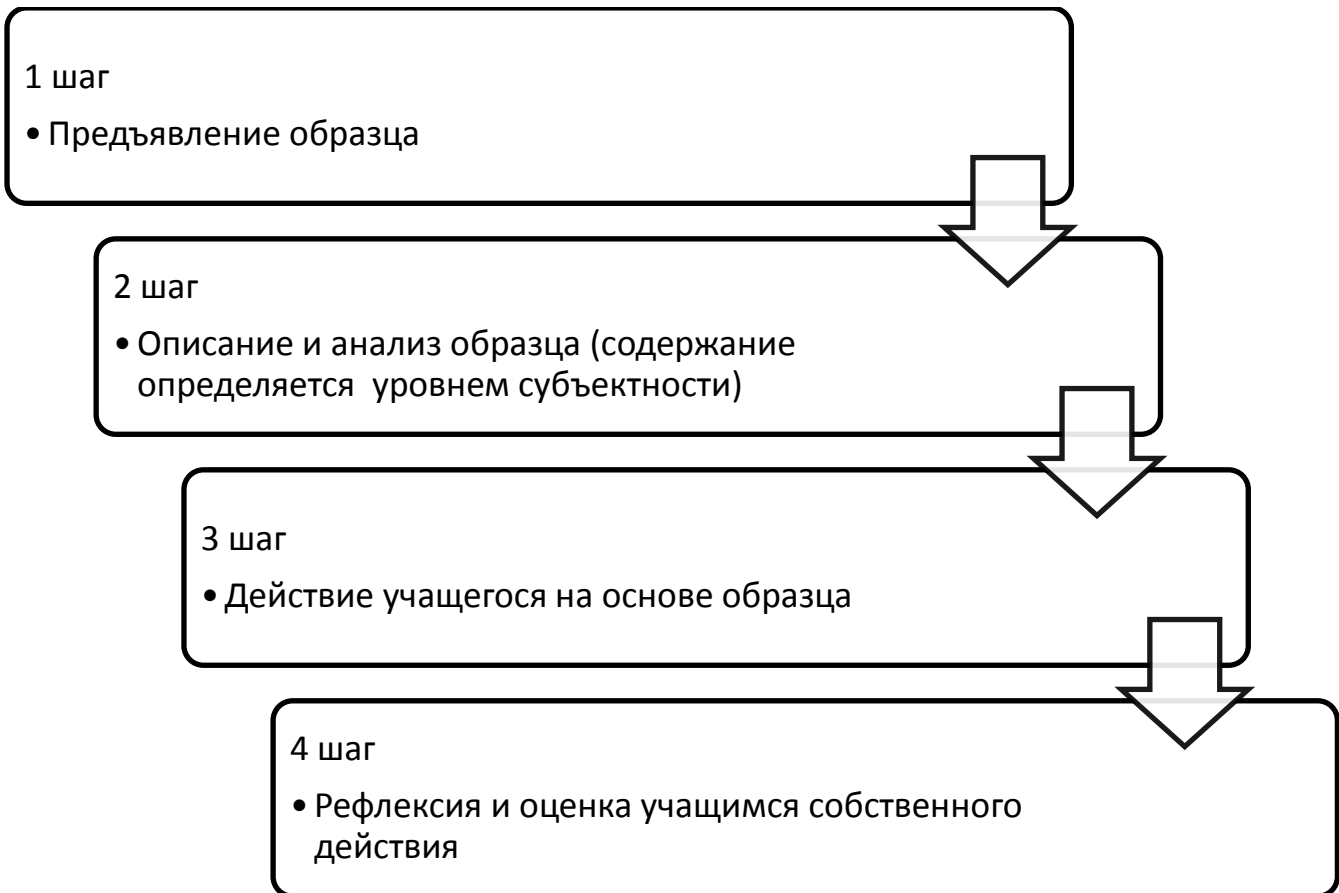 1 шаг
• Предъявление образца
2 шаг
• Описание и анализ образца (содержание
определяется уровнем субъектности)
3 шаг
• Действие учащегося на основе образца
4 шаг
• Рефлексия и оценка учащимся собственного
действия